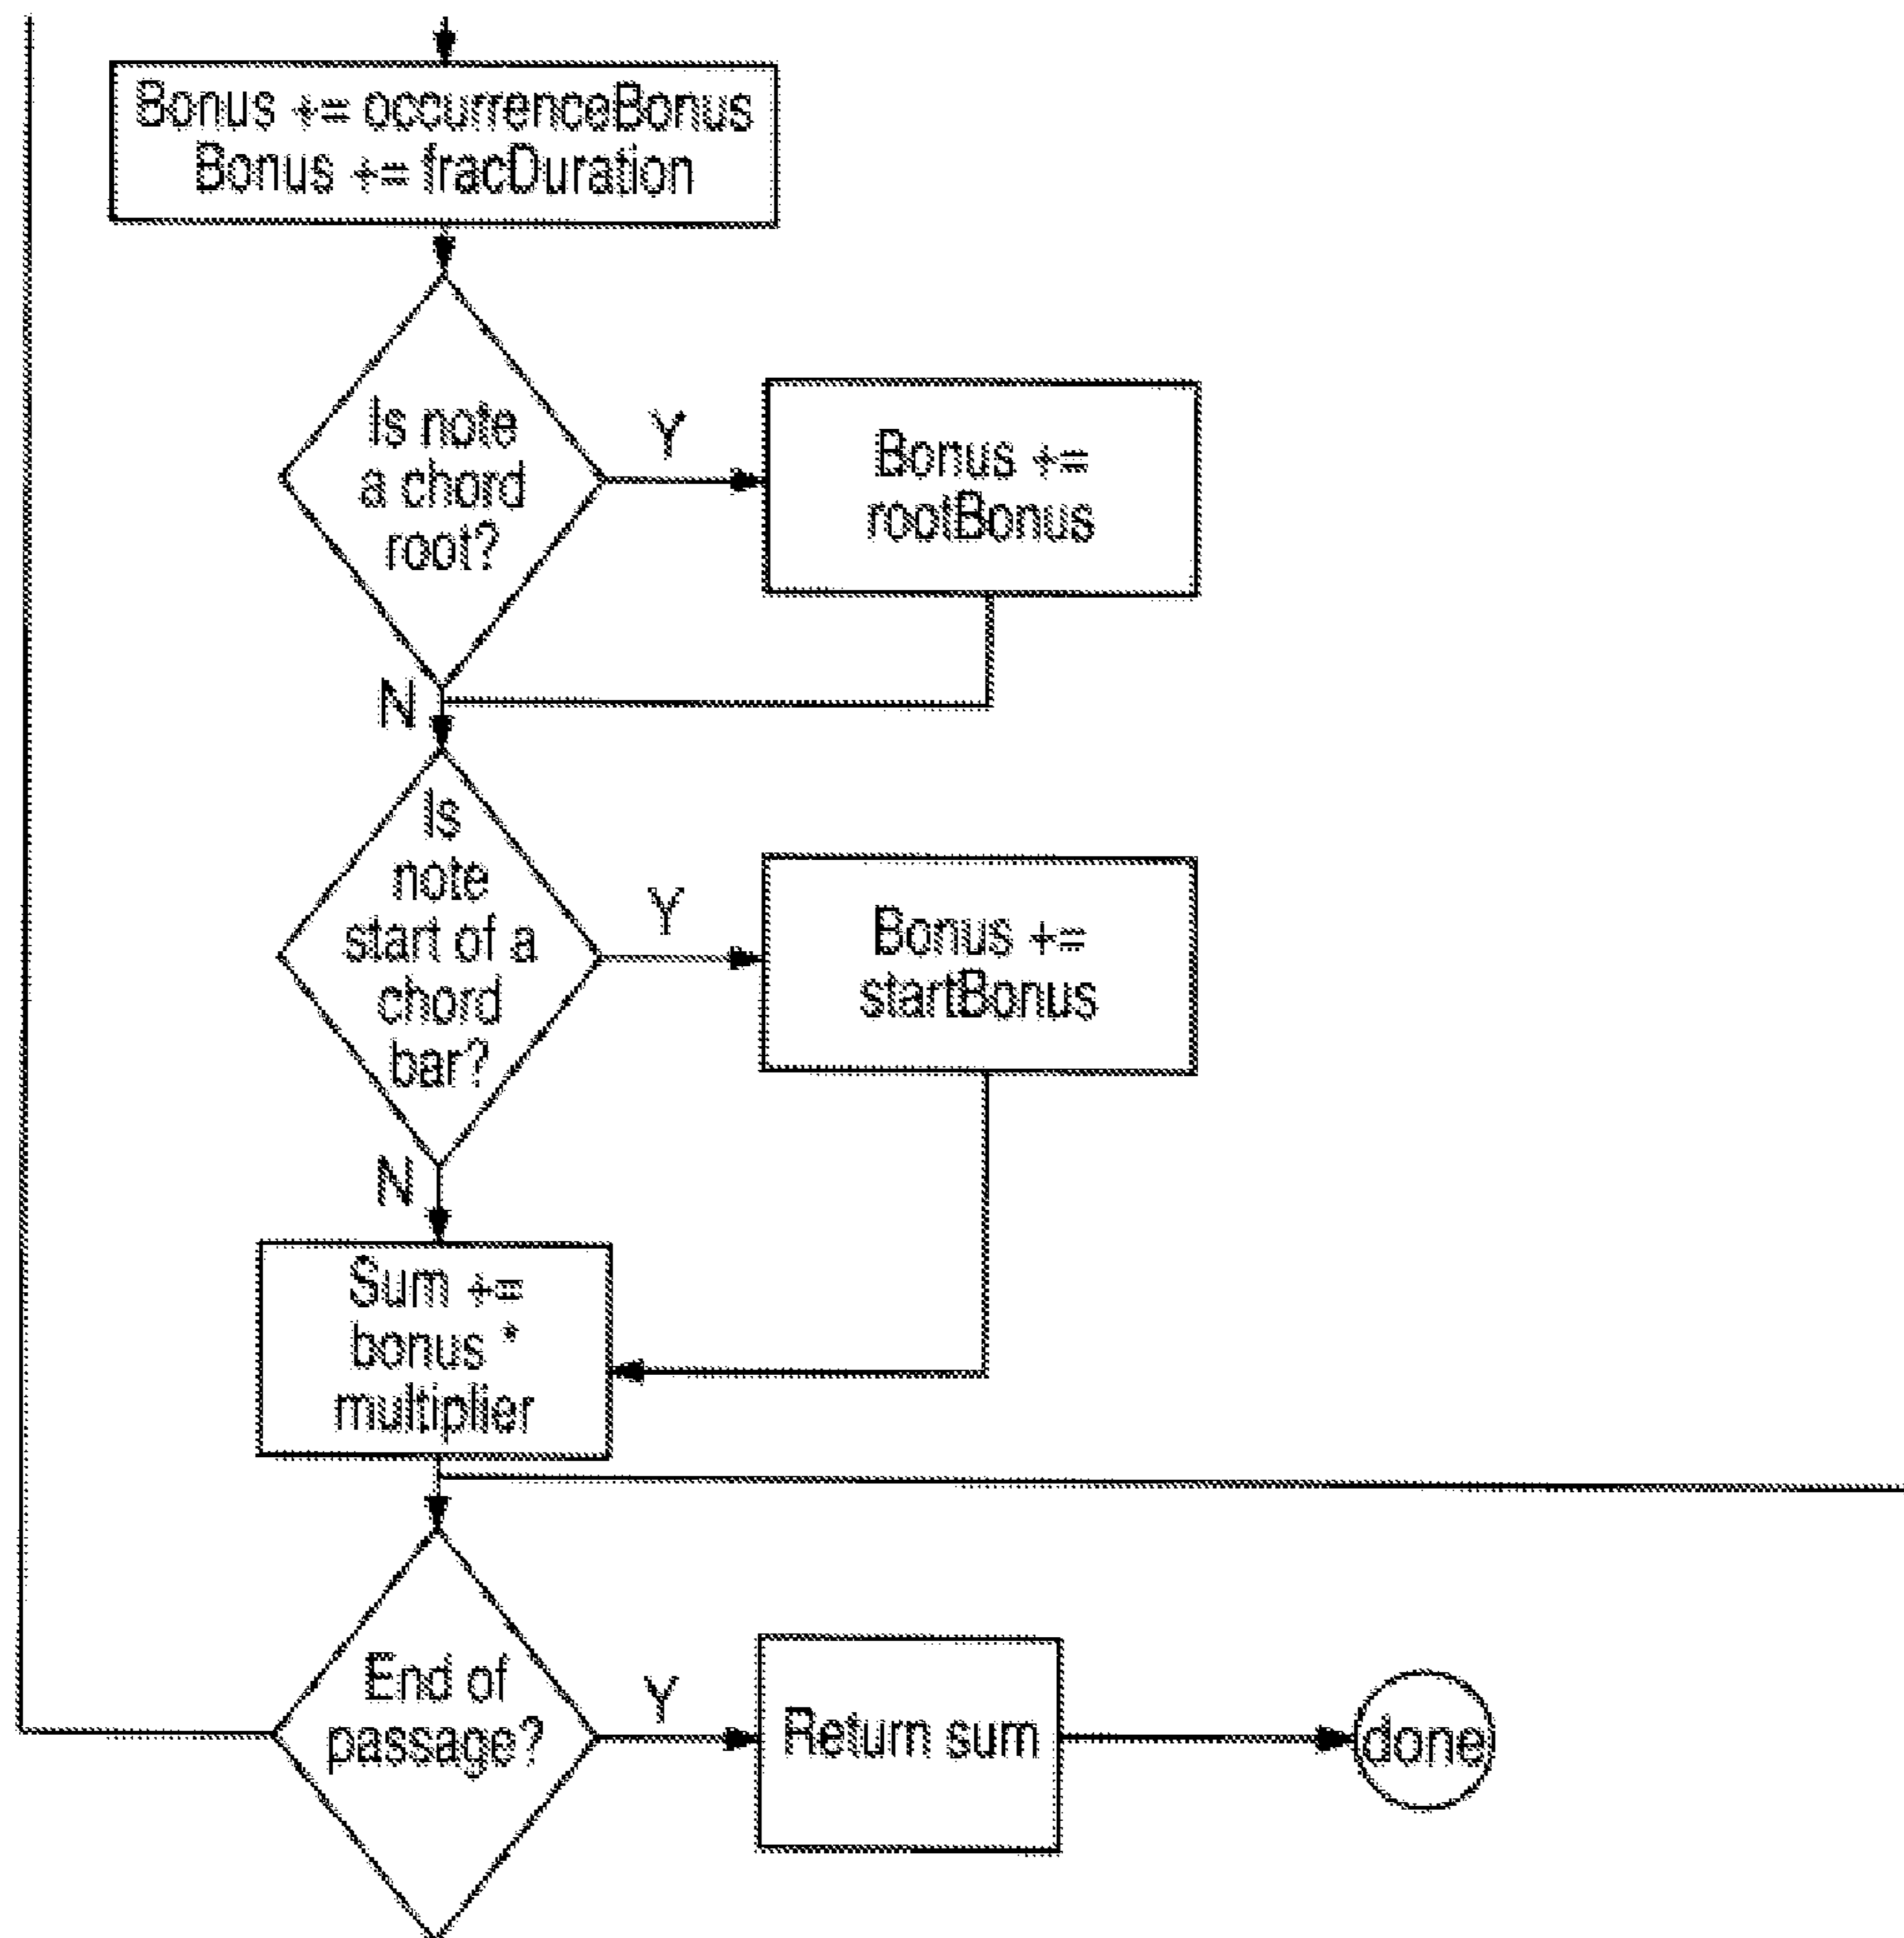 Bonus += occurrenceBonus
Bonus += fracDuration
Is note
a chord
root?
Y
Bonus +=
rootBonus
N
Is
note
start of a
chord
bar?
Y
Bonus +=
startBonus
N
Sum +=
bonus *
multiplier
End of
passage?
Y
Return sum
done